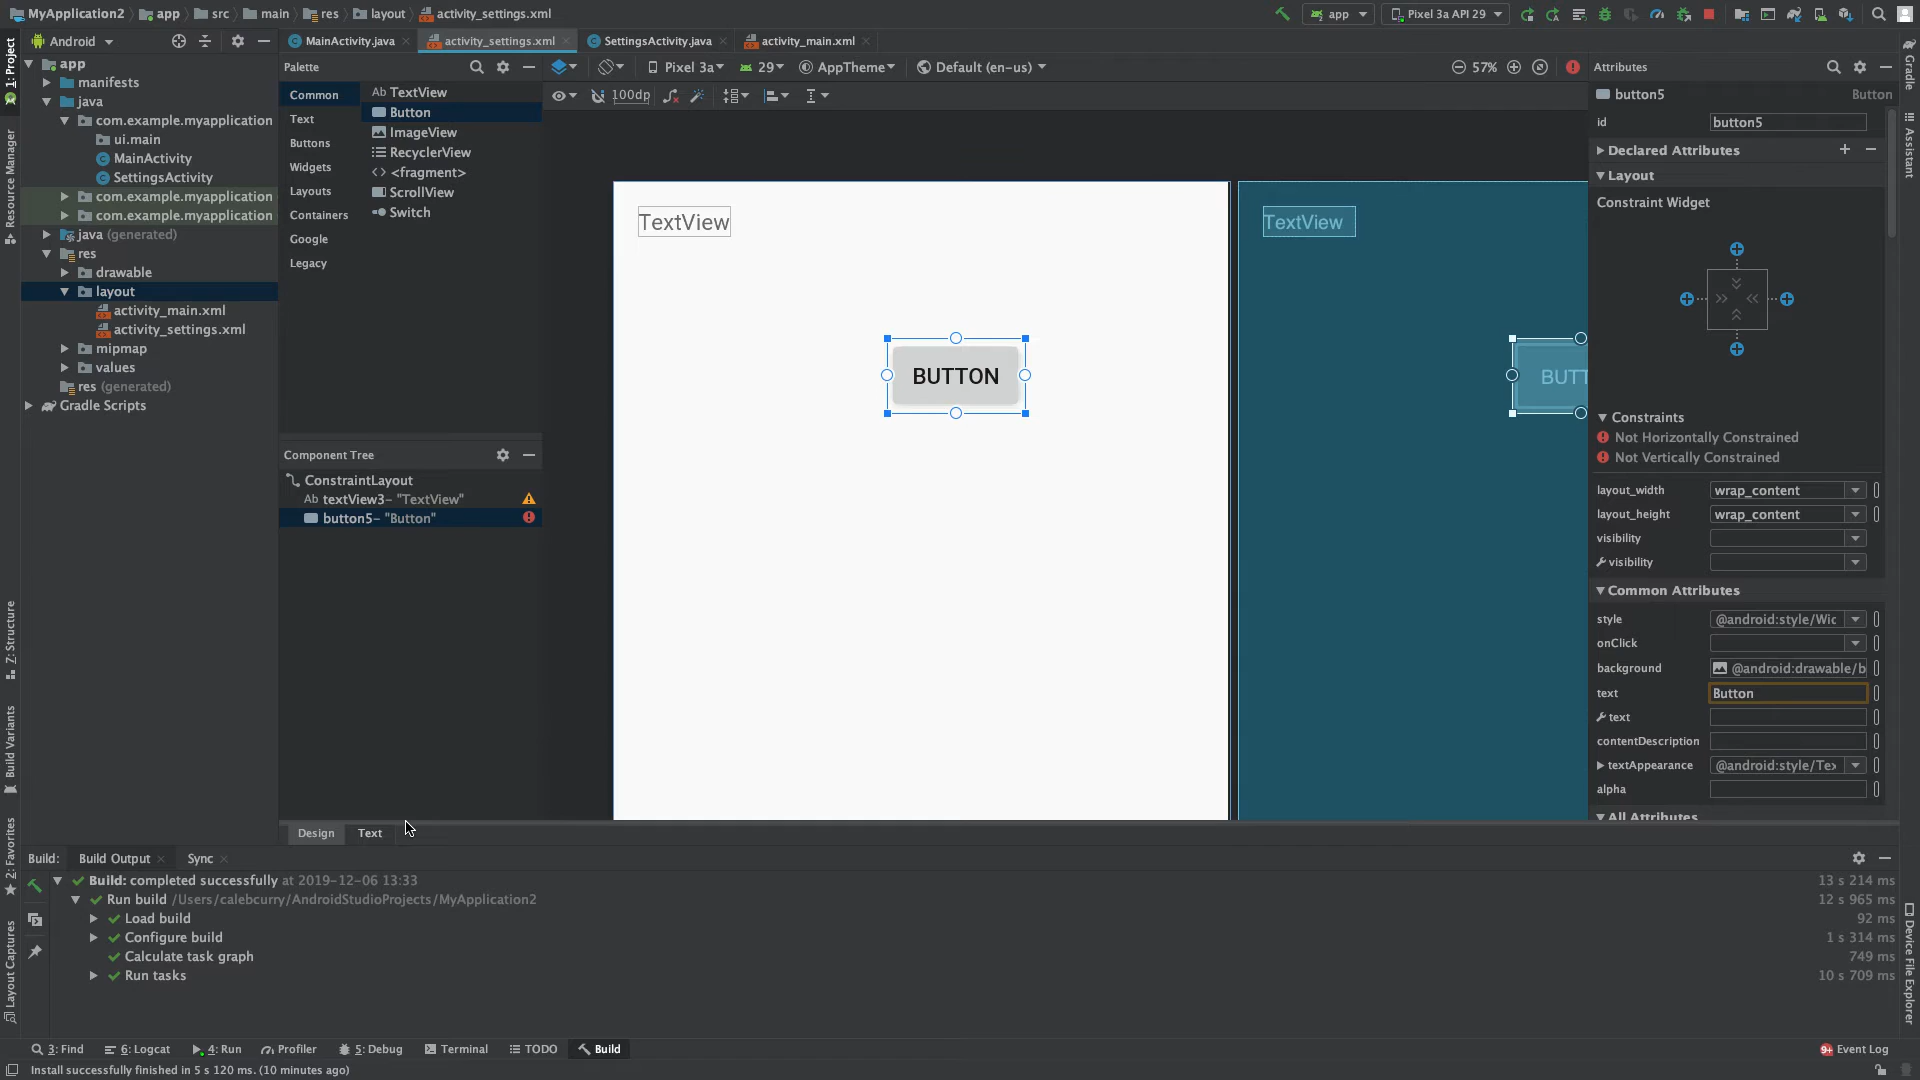 MyApplication2 app src main res layout activity_settings.xml
app Pixel 3a API 29
Android
MainActivity.java activity_settings.xml SettingsActivity.java activity_main.xml
1: Project
Resource Manager
Z: Structure
Build Variants
2: Favorites
Layout Captures
app
manifests
java
com.example.myapplication
ui.main
MainActivity
SettingsActivity
com.example.myapplication
com.example.myapplication
java (generated)
res
drawable
layout
activity_main.xml
activity_settings.xml
mipmap
values
res (generated)
Gradle Scripts
Palette
Common
Text
Buttons
Widgets
Layouts
Containers
Google
Legacy
Ab TextView
Button
ImageView
RecyclerView
<> <fragment>
ScrollView
Switch
Component Tree
ConstraintLayout
Ab textView3- "TextView"
button5- "Button"
Pixel 3a 29 AppTheme Default (en-us) 57%
100dp
TextView
BUTTON
TextView
BUTT
Design Text
Attributes
button5 Button
id button5
Declared Attributes
Layout
Constraint Widget
Constraints
Not Horizontally Constrained
Not Vertically Constrained
layout_width wrap_content
layout_height wrap_content
visibility
visibility
Common Attributes
style @android:style/Wic
onClick
background @android:drawable/b
text Button
text
contentDescription
textAppearance @android:style/Tex
alpha
All Attributes
Gradle
Assistant
Device File Explorer
Build: Build Output Sync
Build: completed successfully at 2019-12-06 13:33 13 s 214 ms
Run build /Users/calebcurry/AndroidStudioProjects/MyApplication2 12 s 965 ms
Load build 92 ms
Configure build 1 s 314 ms
Calculate task graph 749 ms
Run tasks 10 s 709 ms
3: Find 6: Logcat 4: Run Profiler 5: Debug Terminal TODO Build 9+ Event Log
Install successfully finished in 5 s 120 ms. (10 minutes ago)